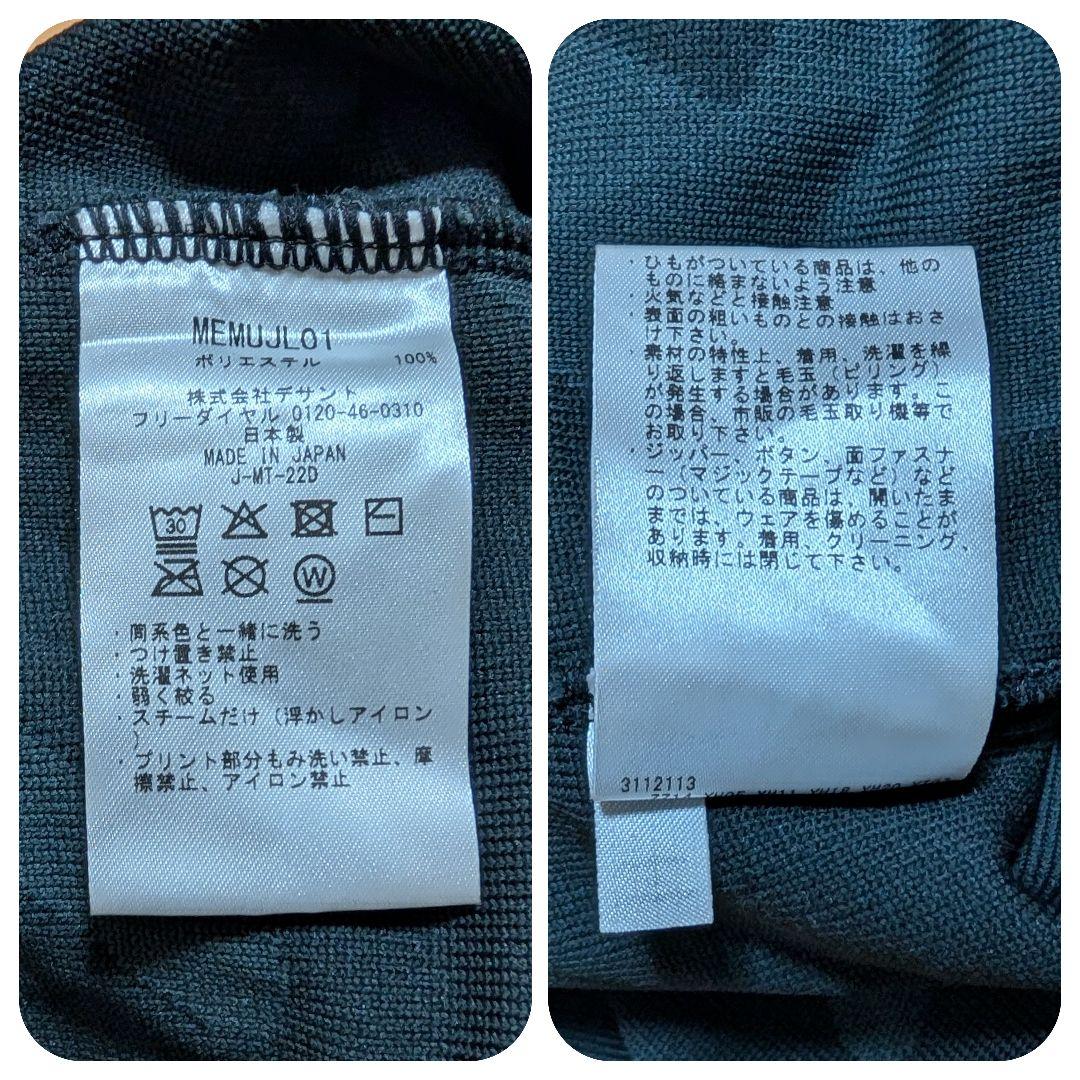 MEMUJL01
ポリエステル 100%
株式会社デサント
フリーダイヤル 0120-46-0310
日本製
MADE IN JAPAN
J-MT-22D
30
W
・同系色と一緒に洗う
・つけ置き禁止
・洗濯ネット使用
・弱く絞る
・スチームだけ(浮かしアイロン
)
・プリント部分もみ洗い禁止、摩
擦禁止、アイロン禁止
・ひもがついている商品は、他の
ものに絡まないよう注意
・火気などと接触注意
・表面の粗いものとの接触はおさ
け下さい。
素材の特性上、着用、洗濯を繰
り返しますと毛玉(ピリング)
が発生する場合があります。こ
の場合、市販の毛玉取り機等で
お取り下さい。
・ジッパー、ボタン、面ファスナ
ー(マジックテープなど)など
のついている商品は、開いたま
までは、ウェアを傷めることが
あります。着用、クリーニング、
収納時には閉じて下さい。
3112113